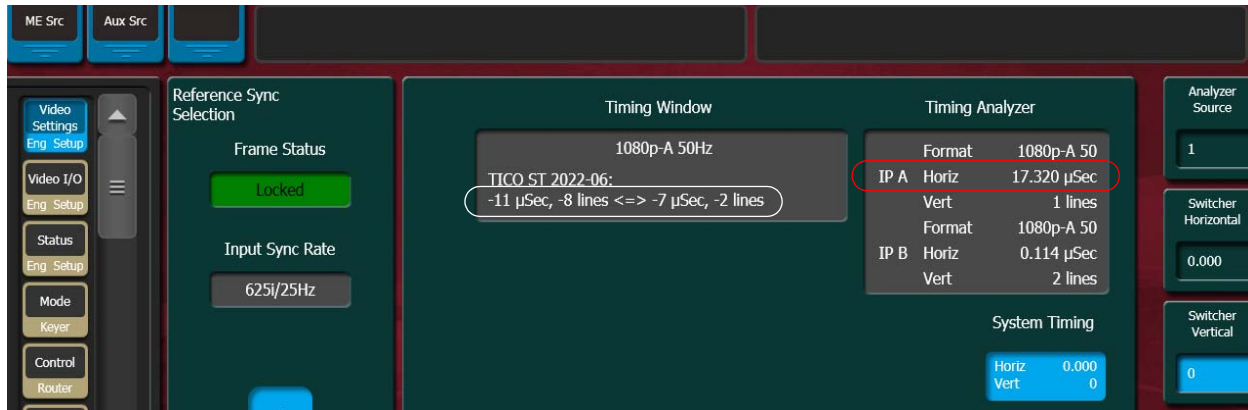 ME Src
Aux Src
Video
Settings
Eng Setup
Video I/O
Eng Setup
Status
Eng Setup
Mode
Keyer
Control
Router
Reference Sync
Selection
Frame Status
Locked
Input Sync Rate
625i/25Hz
Timing Window
1080p-A 50Hz
TICO ST 2022-06:
-11 µSec, -8 lines <=> -7 µSec, -2 lines
Timing Analyzer
Format 1080p-A 50
IP A Horiz 17.320 µSec
Vert 1 lines
Format 1080p-A 50
IP B Horiz 0.114 µSec
Vert 2 lines
System Timing
Horiz 0.000
Vert 0
Analyzer
Source
1
Switcher
Horizontal
0.000
Switcher
Vertical
0